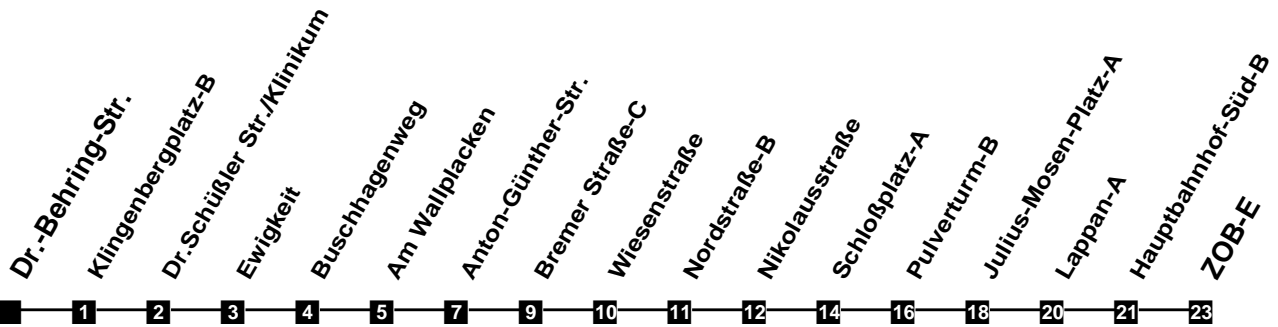 Dr.-Behring-Str.
Klingenbergplatz-B
Dr.Schüßler Str./Klinikum
Ewigkeit
Buschhagenweg
Am Wallplacken
Anton-Günther-Str.
Bremer Straße-C
Wiesenstraße
Nordstraße-B
Nikolausstraße
Schloßplatz-A
Pulverturm-B
Julius-Mosen-Platz-A
Lappan-A
Hauptbahnhof-Süd-B
ZOB-E
1 2 3 4 5 7 9 10 11 12 14 16 18 20 21 23